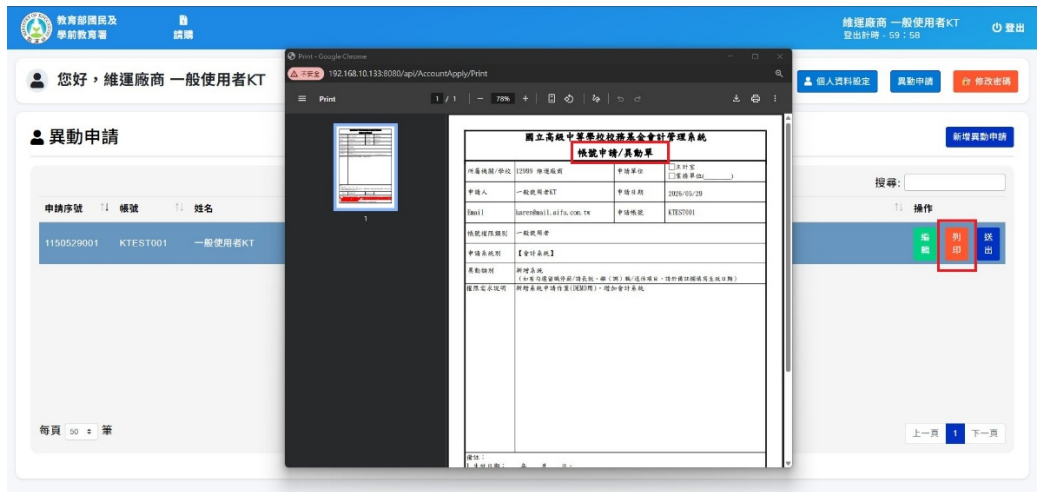 教育部國民及
學前教育署
請購
維運廠商 一般使用者KT
登出計時 - 59：58
登出
您好，維運廠商 一般使用者KT
個人資料設定
異動申請
修改密碼
異動申請
新增異動申請
搜尋:
申請序號 帳號 姓名 操作
1150529001 KTEST001 一般使用者KT
編輯
列印
送出
每頁 50 筆
上一頁 1 下一頁
Print - Google Chrome
不安全 192.168.10.133:8080/api/AccountApply/Print
Print 1 / 1 78%
1
國立高級中等學校校務基金會計管理系統
帳號申請/異動單
所屬機關/學校 12999 維運廠商 申請單位 □主計室
□業務單位(______)
申請人 一般使用者KT 申請日期 2026/05/29
Email karen@mail.aifu.com.tw 申請帳號 KTEST001
帳號權限類別 一般使用者
申請系統別 【會計系統】
異動類別 新增系統
權限需求說明 新增系統申請作業(DEMO用)，增加會計系統
備註：